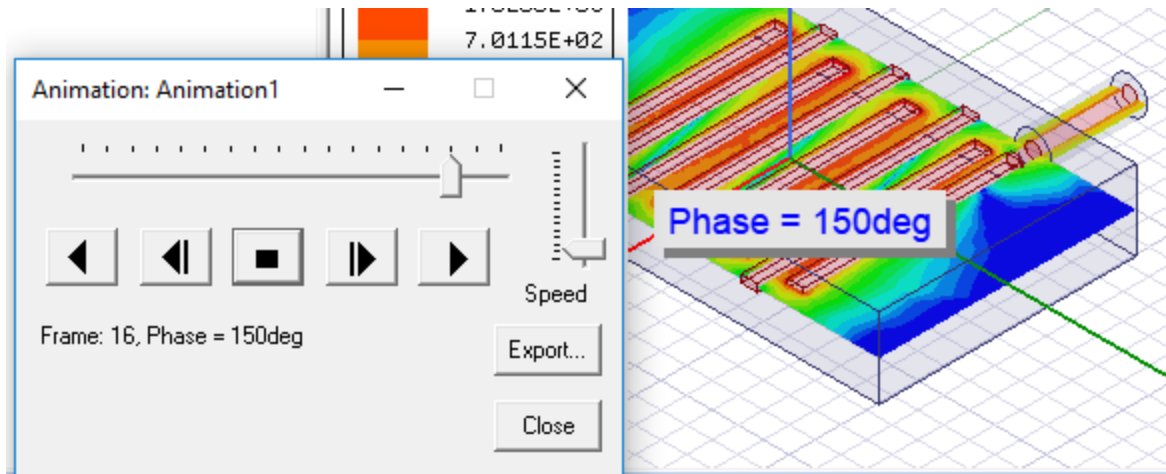 7.0115E+02
Animation: Animation1
Phase = 150deg
Speed
Frame: 16, Phase = 150deg
Export...
Close